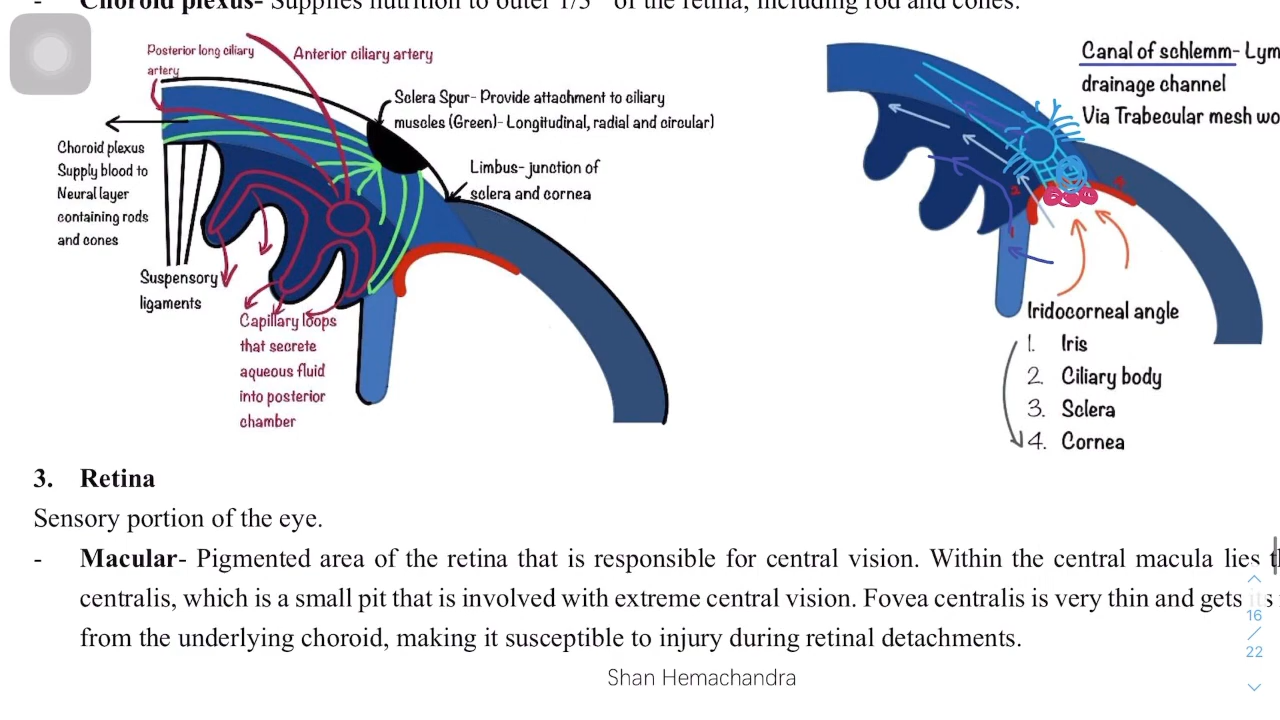 - Choroid plexus- Supplies nutrition to outer 1/3 of the retina, including rod and cones.
Posterior long ciliary
artery
Anterior ciliary artery
Sclera Spur- Provide attachment to ciliary
muscles (Green)- Longitudinal, radial and circular)
Limbus- junction of
sclera and cornea
Choroid plexus
Supply blood to
Neural layer
containing rods
and cones
Suspensory
ligaments
Capillary loops
that secrete
aqueous fluid
into posterior
chamber
Canal of schlemm- Lym
drainage channel
Via Trabecular mesh wo
Iridocorneal angle
1. Iris
2. Ciliary body
3. Sclera
4. Cornea
3. Retina
Sensory portion of the eye.
- Macular- Pigmented area of the retina that is responsible for central vision. Within the central macula lies t
centralis, which is a small pit that is involved with extreme central vision. Fovea centralis is very thin and gets its
from the underlying choroid, making it susceptible to injury during retinal detachments.
16
/
22
Shan Hemachandra